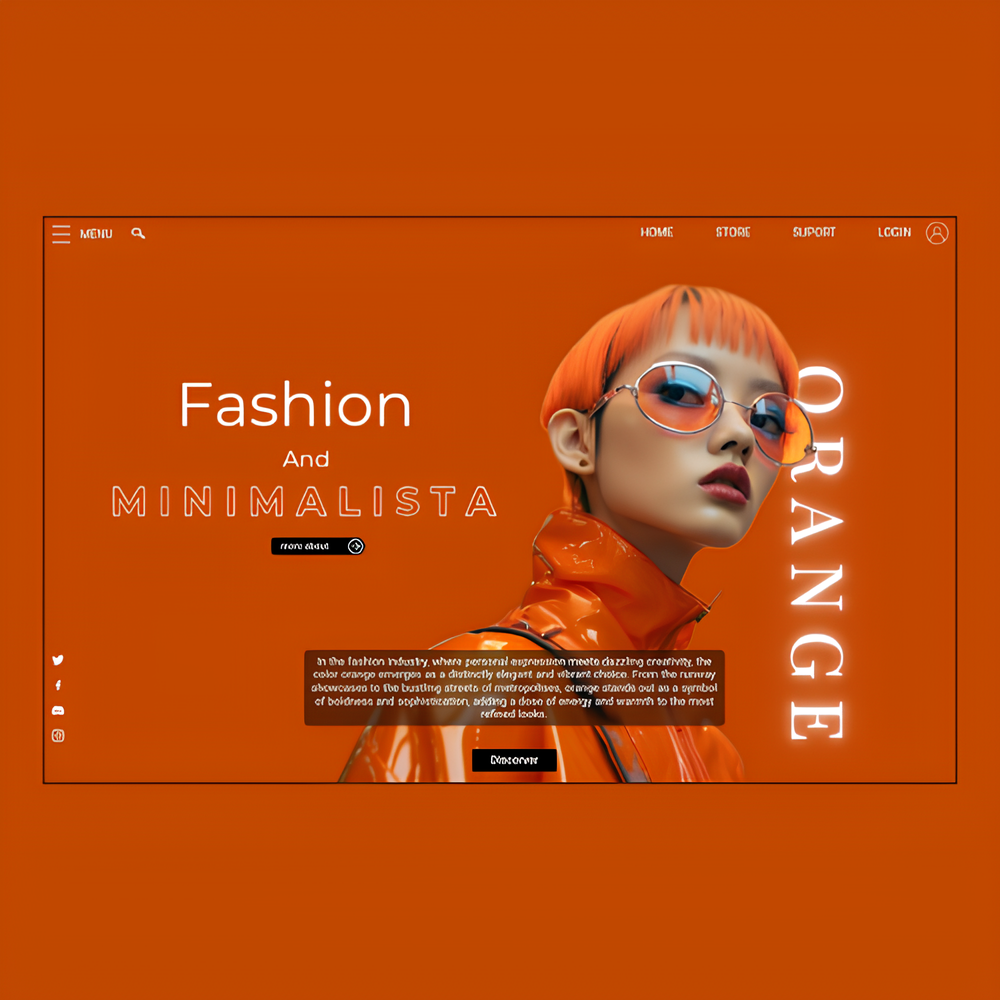 MENU
HOME STORE SUPORT LOGIN
Fashion
And
MINIMALISTA
more about
ORANGE
In the fashion industry, where personal expression meets dazzling creativity, the
color orange emerges as a distinctly elegant and vibrant choice. From the runway
showcases to the bustling streets of metropolises, orange stands out as a symbol
of boldness and sophistication, adding a dose of energy and warmth to the most
refined looks.
Discover